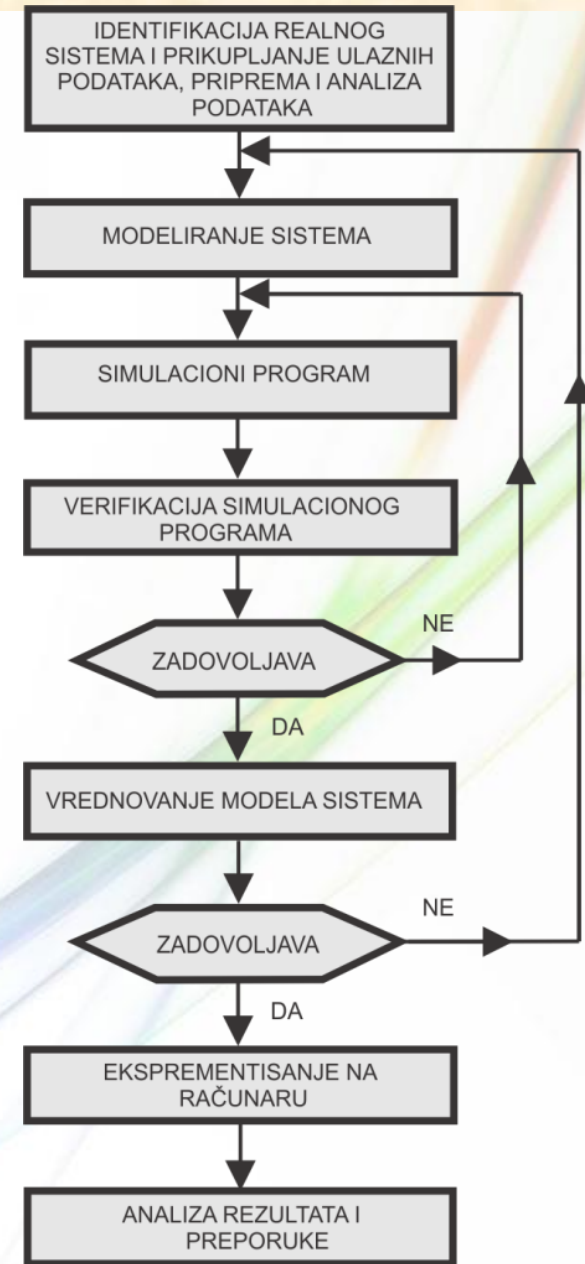 IDENTIFIKACIJA REALNOG
SISTEMA I PRIKUPLJANJE ULAZNIH
PODATAKA, PRIPREMA I ANALIZA
PODATAKA
MODELIRANJE SISTEMA
SIMULACIONI PROGRAM
VERIFIKACIJA SIMULACIONOG
PROGRAMA
NE
ZADOVOLJAVA
DA
VREDNOVANJE MODELA SISTEMA
NE
ZADOVOLJAVA
DA
EKSPREMENTISANJE NA
RAČUNARU
ANALIZA REZULTATA I
PREPORUKE